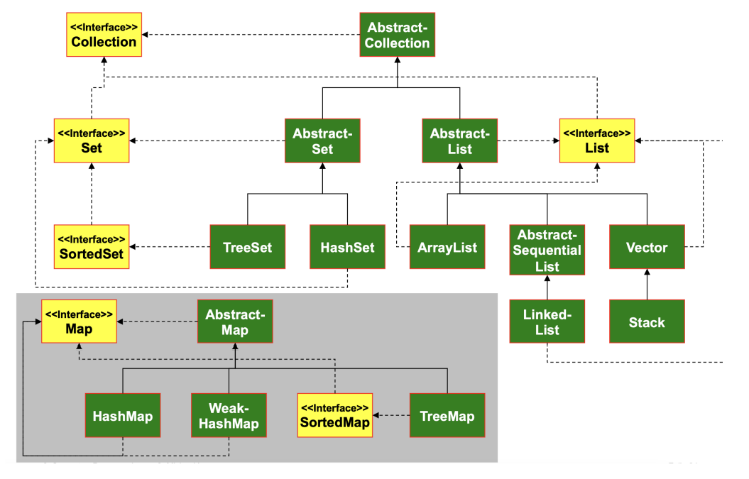 <<Interface>>
Collection
Abstract-
Collection
<<Interface>>
Set
Abstract-
Set
Abstract-
List
<<Interface>>
List
<<Interface>>
SortedSet
TreeSet
HashSet
ArrayList
Abstract-
Sequential
List
Vector
<<Interface>>
Map
Abstract-
Map
Linked-
List
Stack
HashMap
Weak-
HashMap
<<Interface>>
SortedMap
TreeMap